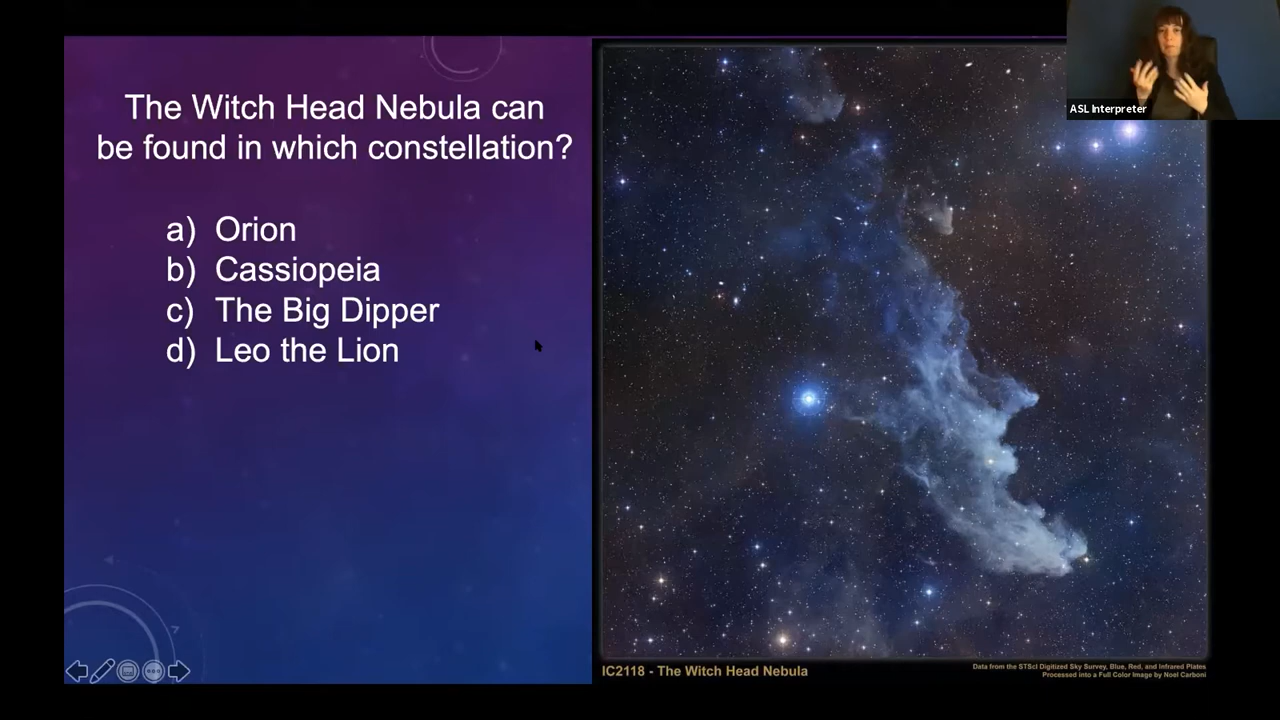 The Witch Head Nebula can
be found in which constellation?
a) Orion
b) Cassiopeia
c) The Big Dipper
d) Leo the Lion
ASL Interpreter
IC2118 - The Witch Head Nebula
Data from the STScI Digitized Sky Survey, Blue, Red, and Infrared Plates
Processed into a Full Color Image by Noel Carboni